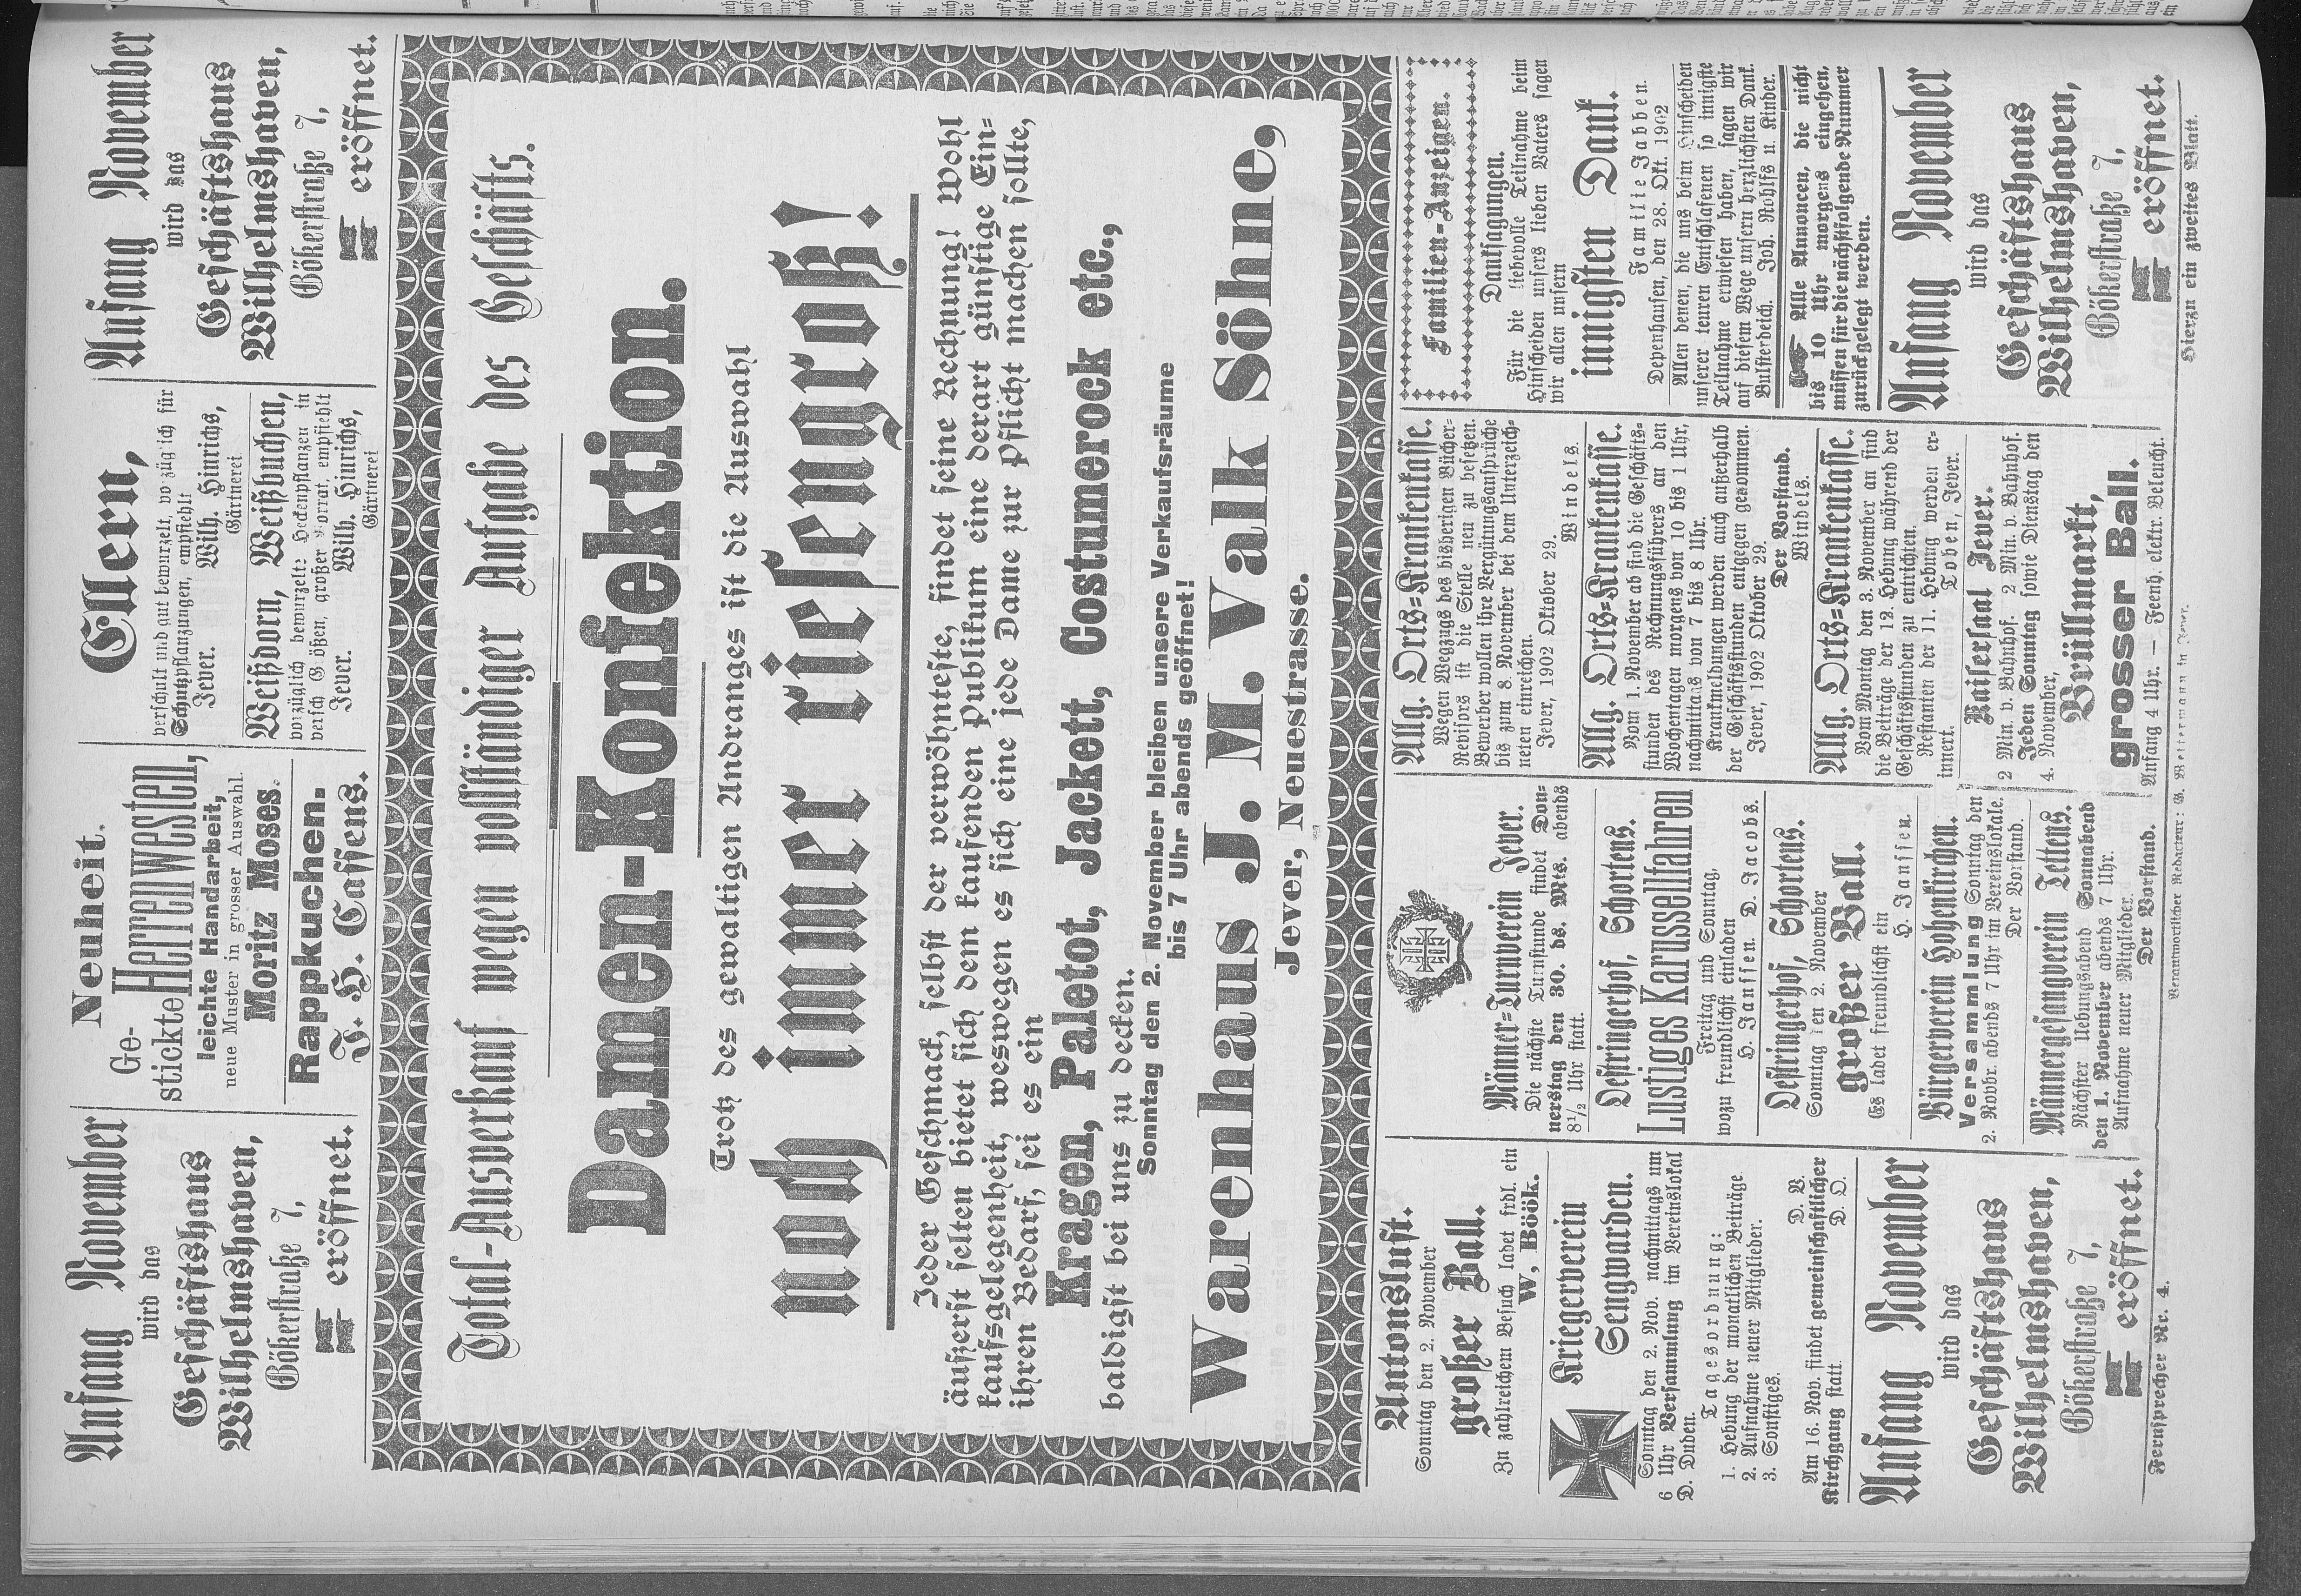 Anfang November
wird das
Geschäftshaus
Wilhelmshaven,
Gökerstraße 7,
eröffnet.
Neuheit.
Ge-
stickte Herrenwesten,
leichte Handarbeit,
neue Muster in grosser Auswahl.
Moritz Moses.
Rappkuchen.
J. H. Cassens.
Ellern,
verschult und gut bewurzelt, vorzüglich für
Schutzpflanzungen, empfiehlt
Jever. Wilh. Hinrichs,
Gärtnerei
Weißdorn, Weißbuchen,
vorzüglich bewurzelte Heckenpflanzen in
versch Größen, großer Vorrat, empfiehlt
Jever. Wilh. Hinrichs,
Gärtnerei
Anfang November
wird das
Geschäftshaus
Wilhelmshaven,
Gökerstraße 7,
eröffnet.
Total-Ausverkauf wegen vollständiger Aufgabe des Geschäfts.
Damen-Konfektion.
Trotz des gewaltigen Andranges ist die Auswahl
noch immer riesengroß!
Jeder Geschmack, selbst der verwöhnteste, findet seine Rechnung! Wohl
äußerst selten bietet sich dem kaufenden Publikum eine derart günstige Ein-
kaufsgelegenheit, weswegen es sich eine jede Dame zur Pflicht machen sollte,
ihren Bedarf, sei es ein
Kragen, Paletot, Jackett, Costumerock etc.,
baldigst bei uns zu decken.
Sonntag den 2. November bleiben unsere Verkaufsräume
bis 7 Uhr abends geöffnet!
Warenhaus J. M. Valk Söhne,
Jever, Neuestrasse.
Antonslust.
Sonntag den 2. November
großer Ball.
Zu zahlreichem Besuch ladet frdl. ein
W, Böök.
Kriegerverein
Sengwarden.
Sonntag den 2. Nov. nachmittags um
6 Uhr Versammlung im Vereinslokal
D. Duden.
Tagesordnung:
1. Hebung der monatlichen Beiträge.
2. Aufnahme neuer Mitglieder.
3. Sonstiges. D. V.
Am 16. Nov. findet gemeinschaftlicher
Kirchgang statt. D. O.
Anfang November
wird das
Geschäftshaus
Wilhelmshaven,
Gökerstraße 7,
eröffnet.
Männer-Turnverein Jever.
Die nächste Turnstunde findet Don-
nerstag den 30. ds. Mts. abends
8½ Uhr statt.
Oestringerhof, Schortens.
Lustiges Karussellfahren
Freitag und Sonntag,
wozu freundlichst einladen
H. Janssen. D. Jacobs.
Oestringerhof, Schortens.
Sonntag den 2. November
großer Ball.
Es ladet freundlichst ein
H. Janssen.
Bürgerverein Hohenkirchen.
Versammlung Sonntag den
2. Novbr. abends 7 Uhr im Vereinslokale.
Der Vorstand.
Männergesangverein Tettens.
Nächster Uebungsabend Sonnabend
den 1. November abends 7 Uhr.
Aufnahme neuer Mitglieder.
Der Vorstand.
Allg. Orts-Krankenkasse.
Wegen Wegzugs des bisherigen Bücher-
Revisors ist die Stelle neu zu besetzen.
Bewerber wollen ihre Vergütungsansprüche
bis zum 8. November bei dem Unterzeich-
neten einreichen.
Jever, 1902 Oktober 29.
Windels.
Allg. Orts-Krankenkasse.
Vom 1. November ab sind die Geschäfts-
stunden des Rechnungsführers an den
Wochentagen morgens von 10 bis 1 Uhr,
nachmittags von 7 bis 8 Uhr.
Krankmeldungen werden auch außerhalb
der Geschäftsstunden entgegen genommen.
Jever, 1902 Oktober 29.
Der Vorstand.
Windels.
Allg. Orts-Krankenkasse.
Vom Montag den 3. November an sind
die Beiträge der 12. Hebung während der
Geschäftsstunden zu entrichten.
Restanten der 11. Hebung werden er-
innert. Toben, Jever.
Kaisersaal Jever.
2 Min. v. Bahnhof. 2 Min. v. Bahnhof.
Jeden Sonntag sowie Dienstag den
4. November,
Brüllmarkt,
grosser Ball.
Anfang 4 Uhr. – Feenh. elektr. Beleucht.
Familien-Anzeigen.
Danksagungen.
Für die liebevolle Teilnahme beim
Hinscheiden unsers lieben Vaters sagen
wir allen unsern
innigsten Dank.
Familie Jabben.
Depenhausen, den 28. Okt. 1902
Allen denen, die uns beim Hinscheiden
unserer teuren Entschlafenen so innigste
Teilnahme erwiesen haben, sagen wir
auf diesem Wege unsern herzlichsten Dank.
Bulsterdeich. Joh. Rohlfs u. Kinder.
Alle Annoncen, die nicht
bis 10 Uhr morgens eingehen,
müssen für die nächstfolgende Nummer
zurückgelegt werden.
Anfang November
wird das
Geschäftshaus
Wilhelmshaven,
Gökerstraße 7,
eröffnet.
Fernsprecher Nr. 4.
Verantwortlicher Redacteur: G. Wettermann in Jever.
Hierzu ein zweites Blatt.